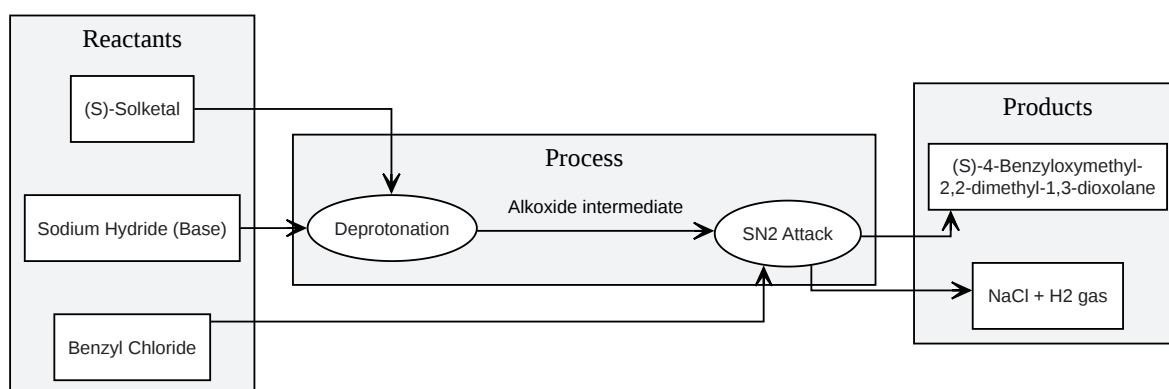 Reactants
(S)-Solketal
Sodium Hydride (Base)
Benzyl Chloride
Process
Deprotonation
Alkoxide intermediate
SN2 Attack
Products
(S)-4-Benzyloxymethyl-
2,2-dimethyl-1,3-dioxolane
NaCl + H2 gas